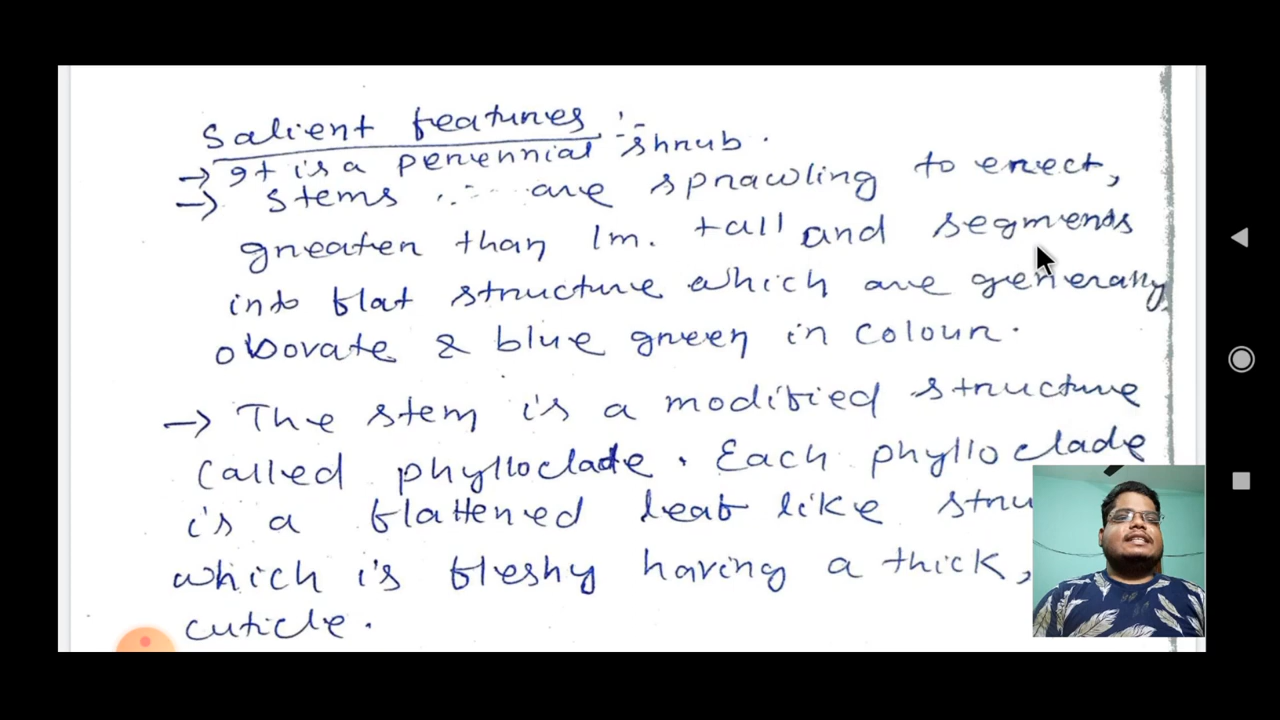 Salient features :-
→ It is a perennial shrub.
→ stems are sprawling to erect,
greater than 1m. tall and segments
into flat structure which are generally
obovate & blue green in colour.
→ The stem is a modified structure
called phylloclade. Each phylloclade
is a flattened leaf like
which is fleshy having a thick,
cuticle.